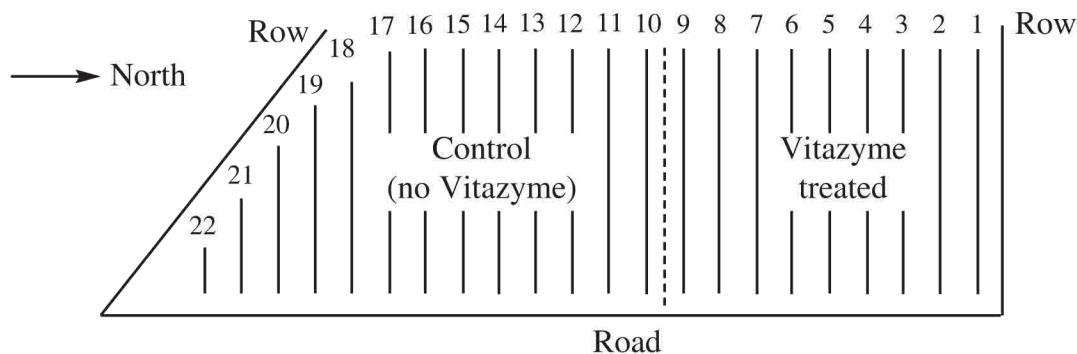 Row 18 17 16 15 14 13 12 11 10 9 8 7 6 5 4 3 2 1 Row
North
19
20
21
22
Control
(no Vitazyme)
Vitazyme
treated
Road